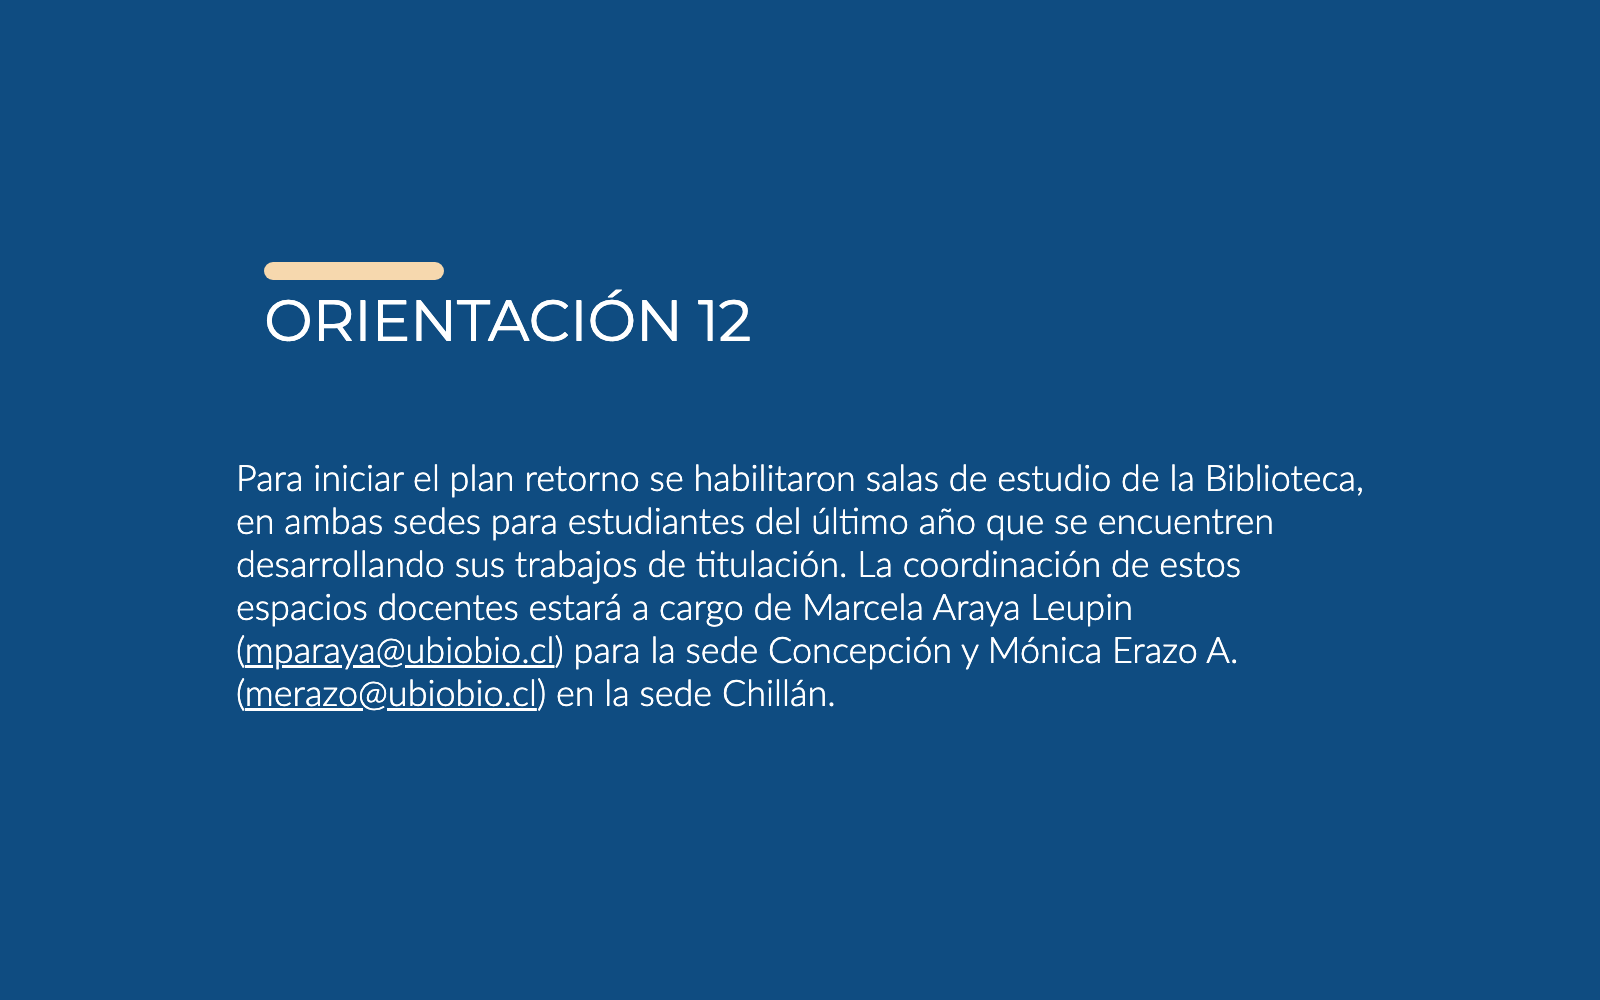 ORIENTACIÓN 12
Para iniciar el plan retorno se habilitaron salas de estudio de la Biblioteca,
en ambas sedes para estudiantes del último año que se encuentren
desarrollando sus trabajos de titulación. La coordinación de estos
espacios docentes estará a cargo de Marcela Araya Leupin
(mparaya@ubiobio.cl) para la sede Concepción y Mónica Erazo A.
(merazo@ubiobio.cl) en la sede Chillán.